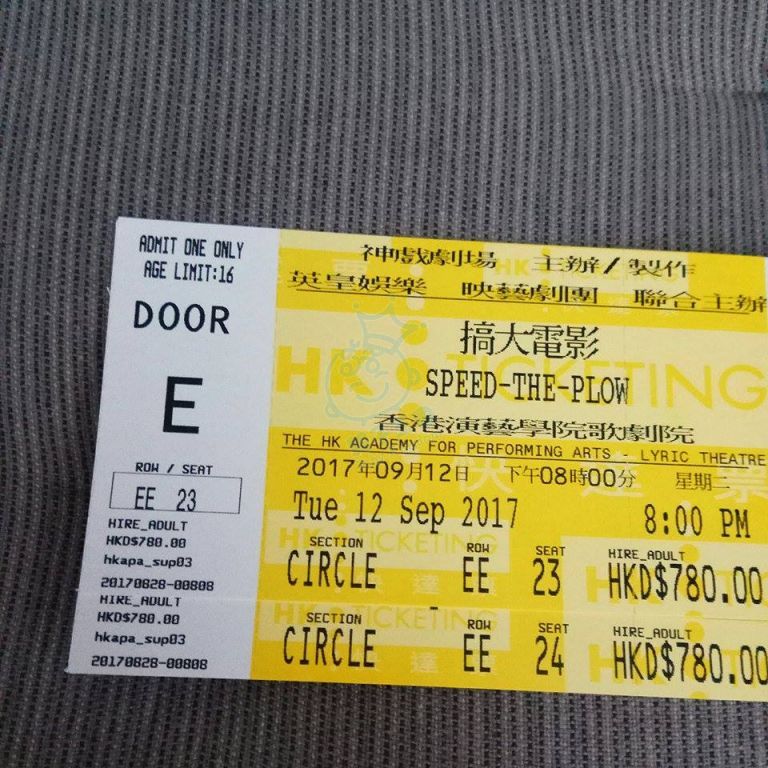 ADMIT ONE ONLY
AGE LIMIT:16
DOOR
E
ROW / SEAT
EE 23
HIRE_ADULT
HKD$780.00
hkapa_sup03
20170828-00808
HIRE_ADULT
HKD$780.00
hkapa_sup03
20170828-00808
神戲劇場 主辦/製作
英皇娛樂 映藝劇團 聯合主辦
搞大電影
HK TICKETING
SPEED-THE-PLOW
香港演藝學院歌劇院
THE HK ACADEMY FOR PERFORMING ARTS - LYRIC THEATRE
2017年09月12日 下午08時00分 星期二
Tue 12 Sep 2017 8:00 PM
SECTION ROW SEAT HIRE_ADULT
CIRCLE EE 23 HKD$780.00
SECTION ROW SEAT HIRE_ADULT
CIRCLE EE 24 HKD$780.00